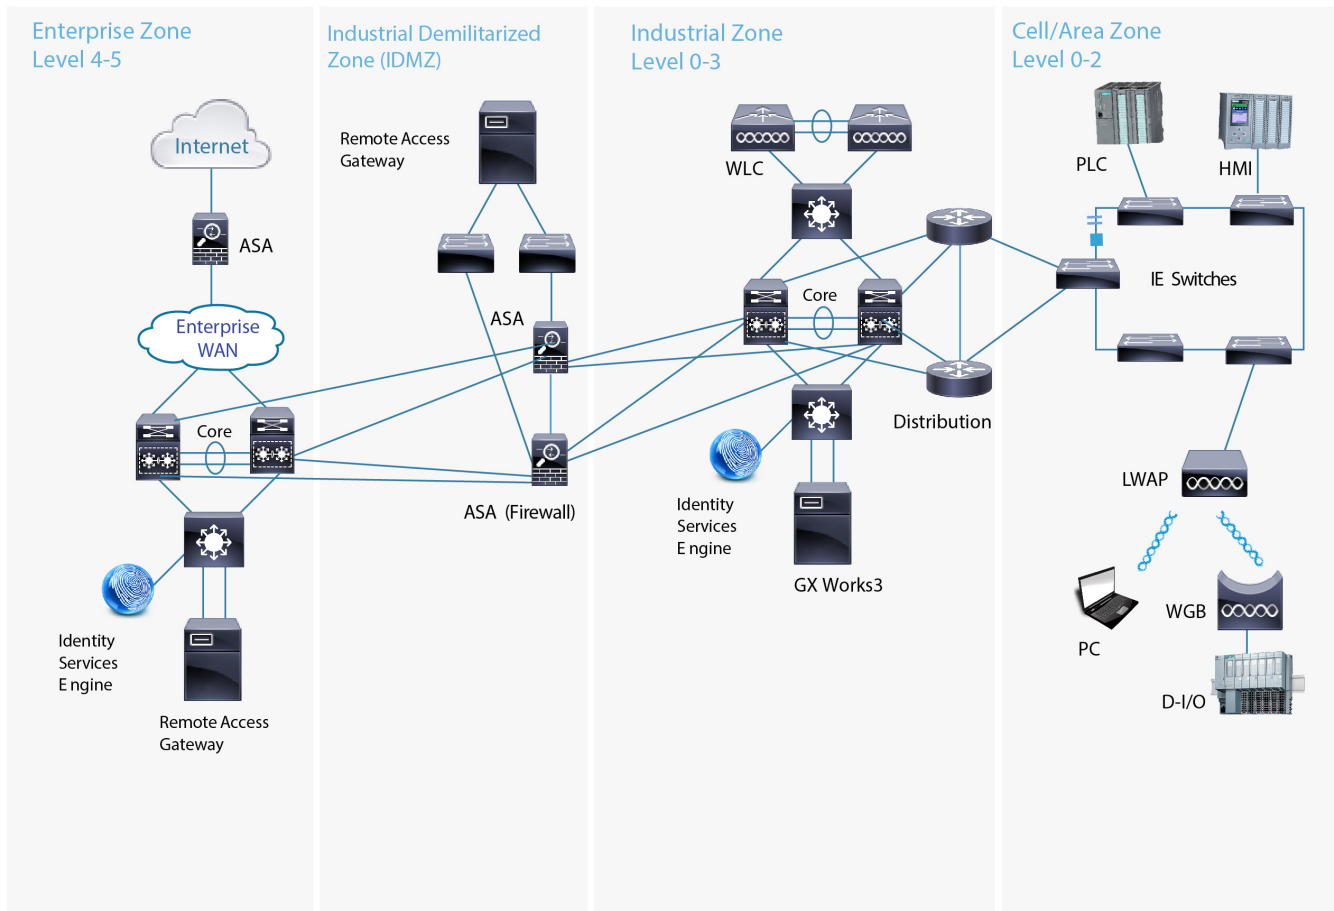 Enterprise Zone
Level 4-5
Internet
ASA
Enterprise
WAN
Core
Identity
Services
E ngine
Remote Access
Gateway
Industrial Demilitarized
Zone (IDMZ)
Remote Access
Gateway
ASA
ASA (Firewall)
Industrial Zone
Level 0-3
WLC
Core
Distribution
Identity
Services
E ngine
GX Works3
Cell/Area Zone
Level 0-2
PLC
HMI
IE Switches
LWAP
PC
WGB
D-I/O